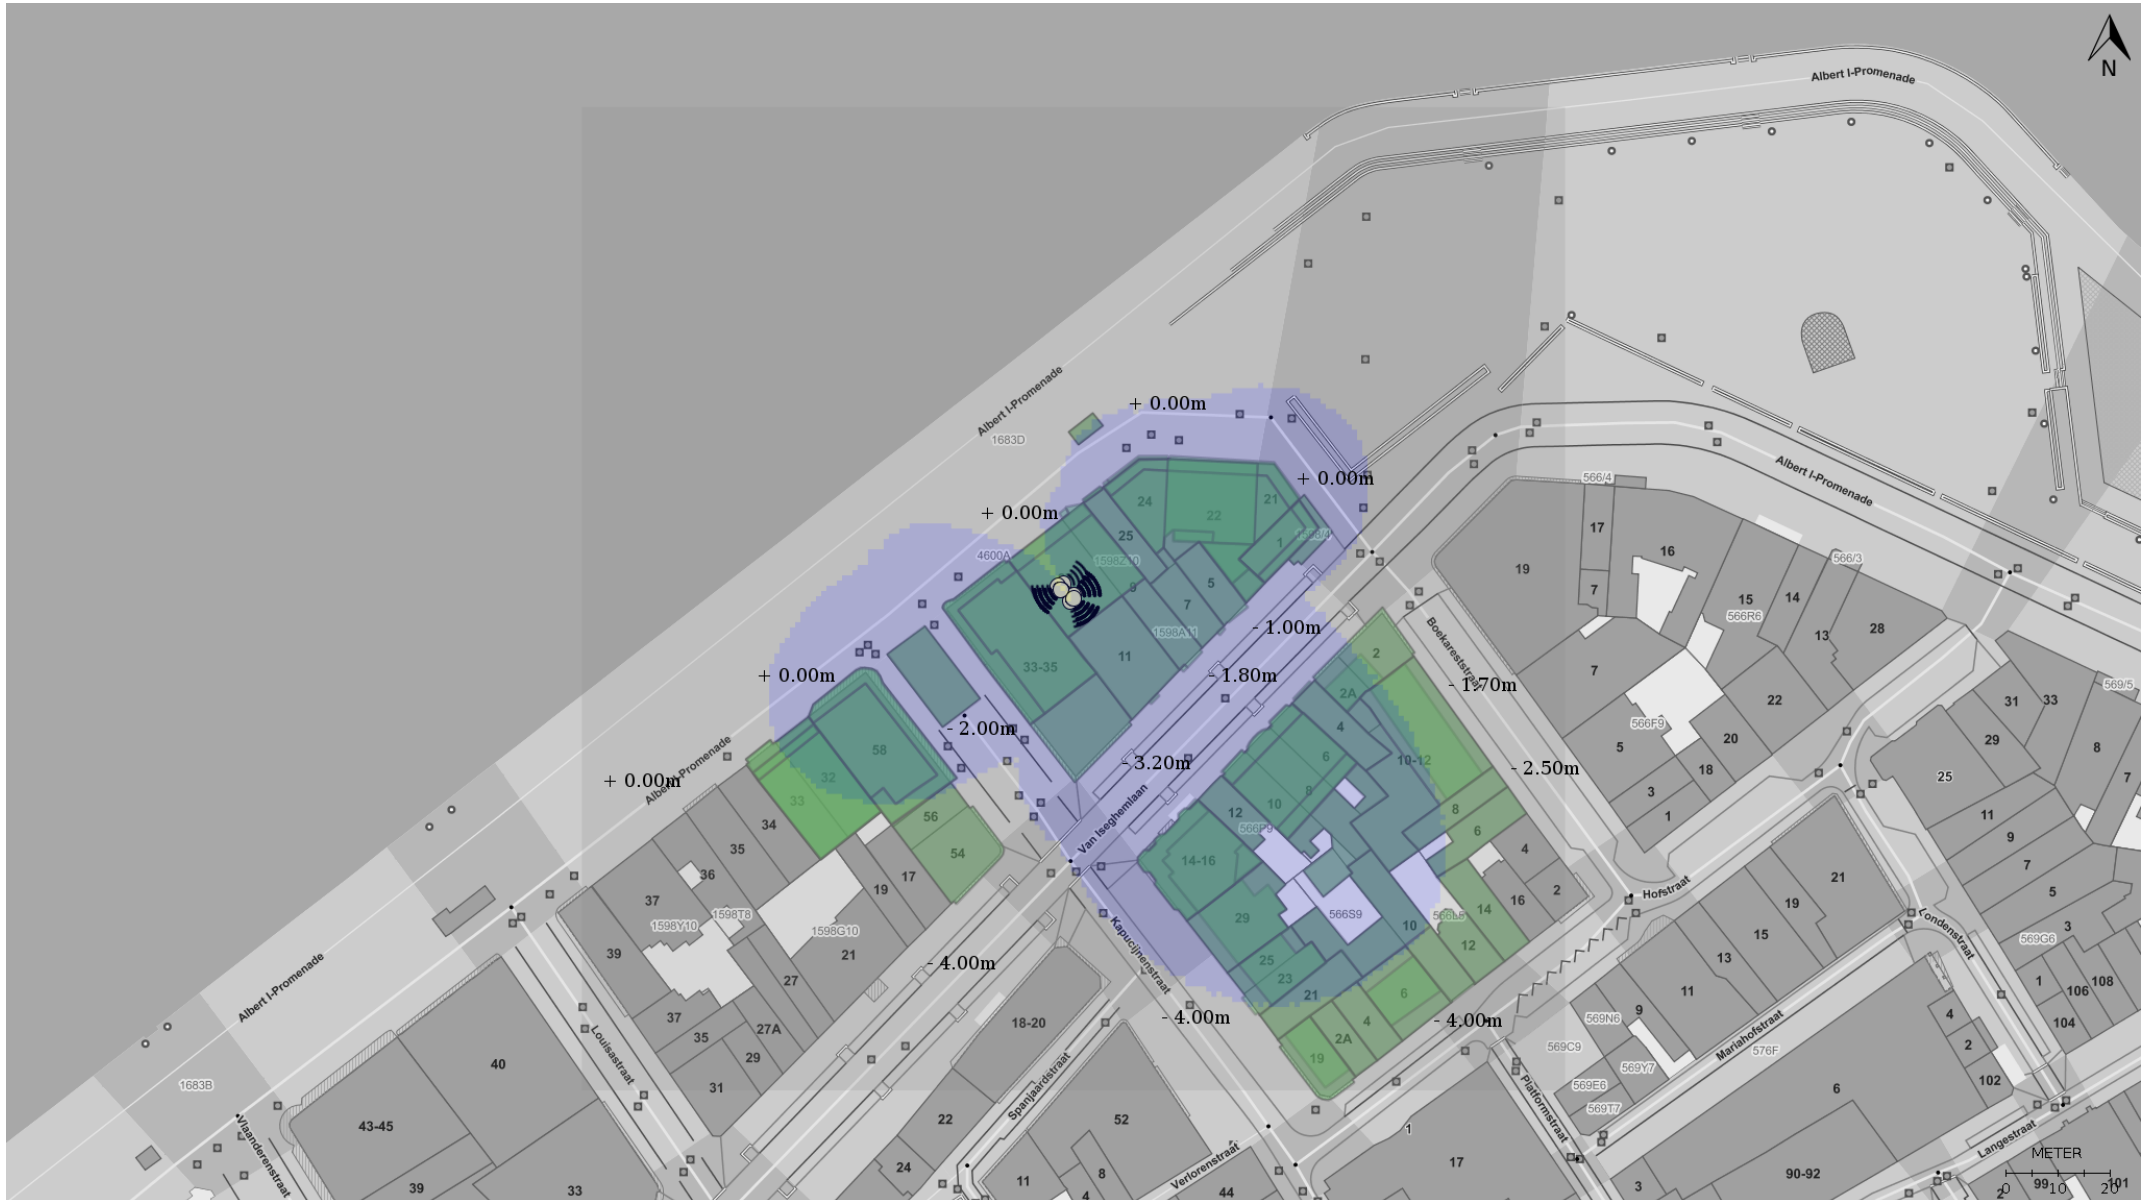 Albert I-Promenade
N
Albert I-Promenade
+ 0.00m
1683D
Albert I-Promenade
+ 0.00m
24
21
22
+ 0.00m
25
1
4600A
1598Z10
9
5
7
1598A11
11
33-35
- 1.00m
- 1.80m
- 3.20m
- 2.00m
+ 0.00m
58
32
33
+ 0.00m
Albert I-Promenade
34
35
36
37
56
54
17
19
21
1598T8
1598Y10
1598G10
39
37
35
27
27A
29
31
Van Iseghemlaan
- 4.00m
Kapucijnenstraat
- 4.00m
2
2A
4
6
8
10
12
10-12
8
6
4
2
16
14
12
566P9
14-16
29
25
23
21
19
2A
4
6
10
566S9
- 4.00m
Boekareststraat
- 1.70m
- 2.50m
Hofstraat
566/4
17
16
19
7
7
5
3
1
566F9
566R6
15
14
13
28
566/3
22
20
18
31
33
569/5
29
25
8
7
11
9
7
5
3
569G6
1
106
108
104
4
2
102
Londenstraat
21
19
15
13
11
9
569N6
569C9
569Y7
569E6
569T7
576F
Mariahofstraat
Platformstraat
6
90-92
3
Langestraat
2
99
101
METER
0 10 20
Albert I-Promenade
1683B
Vlaanderenstraat
43-45
40
39
33
Louisastraat
18-20
Spanjaardstraat
22
24
52
11
8
4
44
Verlorenstraat
1
17